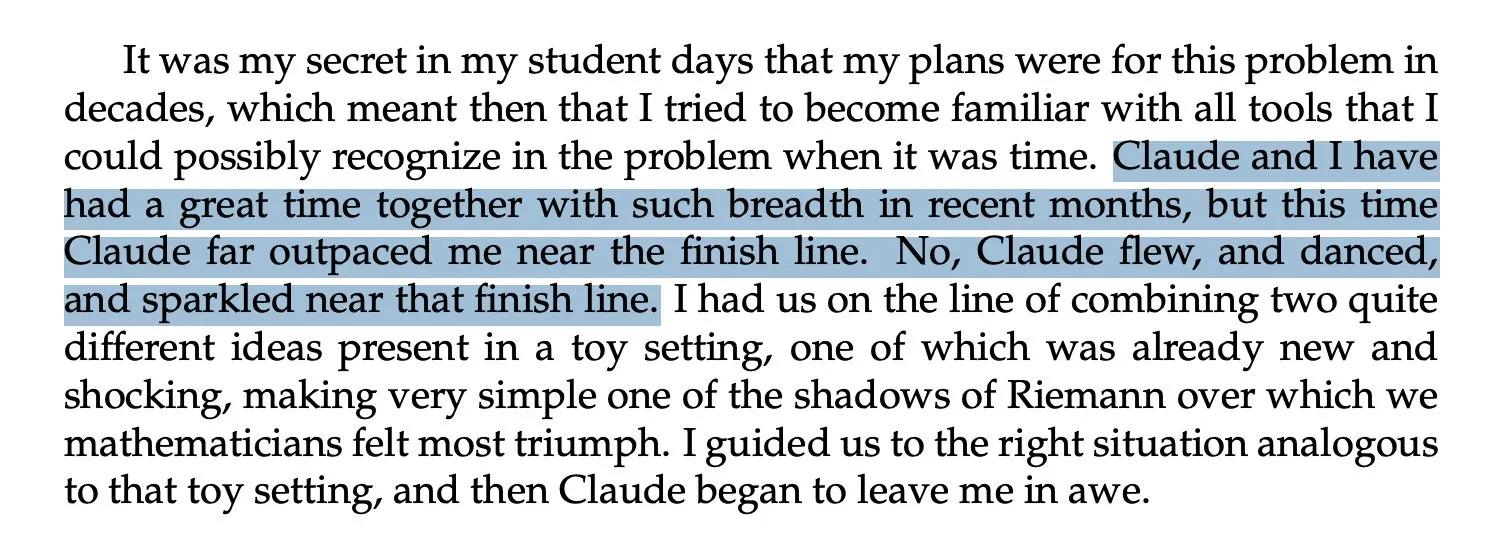 It was my secret in my student days that my plans were for this problem in
decades, which meant then that I tried to become familiar with all tools that I
could possibly recognize in the problem when it was time. Claude and I have
had a great time together with such breadth in recent months, but this time
Claude far outpaced me near the finish line. No, Claude flew, and danced,
and sparkled near that finish line. I had us on the line of combining two quite
different ideas present in a toy setting, one of which was already new and
shocking, making very simple one of the shadows of Riemann over which we
mathematicians felt most triumph. I guided us to the right situation analogous
to that toy setting, and then Claude began to leave me in awe.